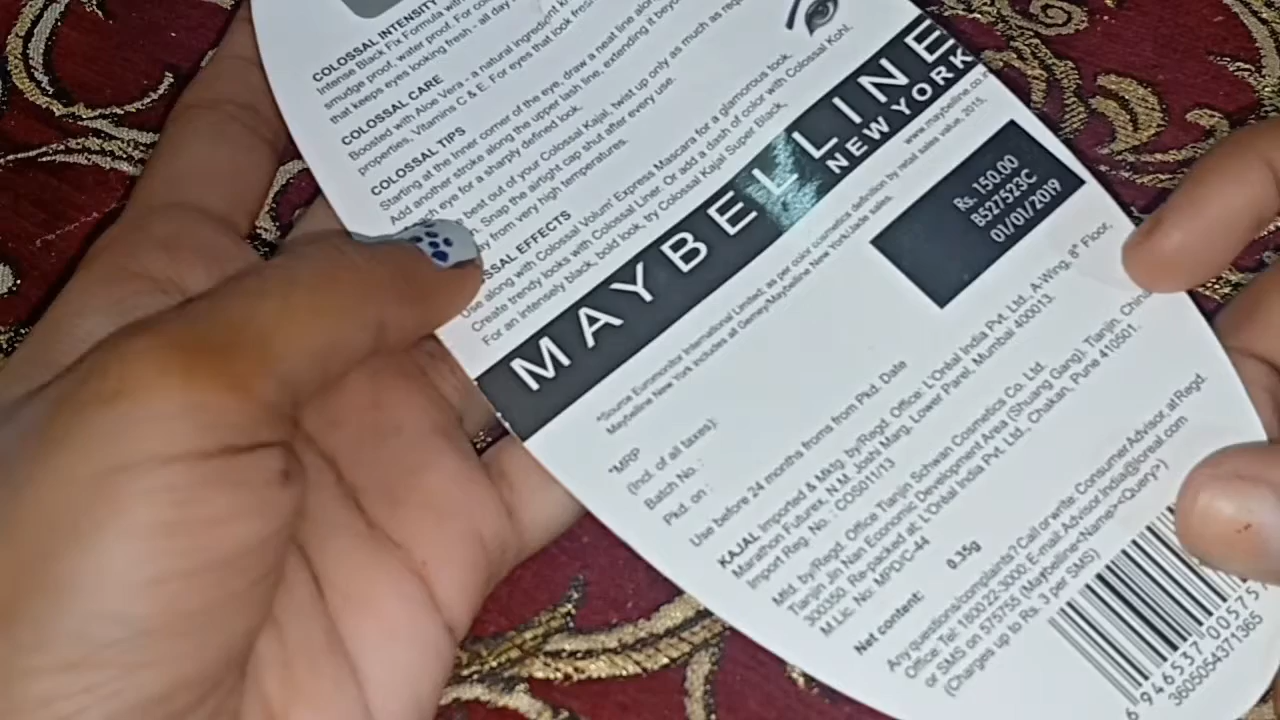 COLOSSAL INTENSITY
Intense Black Fix Formula with
smudge proof, water proof. For
that keeps eyes looking fresh - all day
COLOSSAL CARE
Boosted with Aloe Vera - a natural ingredient
properties, Vitamins C & E. For eyes that look
COLOSSAL TIPS
Starting at the inner corner of the eye, draw a neat line
Add another stroke along the upper lash line, extending it
eye for a sharply defined look.
best out of your Colossal Kajal, twist up only as much as
Snap the airtight cap shut after every use.
from very high temperatures.
EFFECTS
along with Colossal Volum' Express Mascara for a glamorous look.
Create trendy looks with Colossal Liner. Or add a dash of color with Colossal Kohl.
For an intensely black, bold look, try Colossal Kajal Super Black.
MAYBELLINE
NEW YORK
*Source Euromonitor International Limited; as per color cosmetics definition by retail sales value, 2015,
Maybelline New York includes all Gemey/Maybelline New York/Jade sales.
Rs. 150.00
B527523C
01/01/2019
*MRP
(Incl. of all taxes):
Batch No. :
Pkd. on :
Use before 24 months froms from Pkd. Date
KAJAL Imported & Mktg. by/Regd. Office: L'Oréal India Pvt. Ltd., A-Wing, 8th Floor,
Marathon Futurex, N.M. Joshi Marg, Lower Parel, Mumbai 400013.
Import Reg. No.: COS011/13
Mfd. by/Regd. Office Tianjin Schwan Cosmetics Co. Ltd.
Tianjin Jin Nan Economic Development Area (Shuang Gang), Tianjin, China
300350. Re-packed at: L'Oréal India Pvt. Ltd., Chakan, Pune 410501.
M Lic. No: MPD/C-44
Net content: 0.35g
Any questions/complaints? Call or write: Consumer Advisor, at Regd.
Office Tel: 1800-22-3000; E-mail: Advisor.India@loreal.com
or SMS on 575755 (Maybelline<Name><Query>)
(Charges up to Rs. 3 per SMS)
6 946537 00575
3605054371365